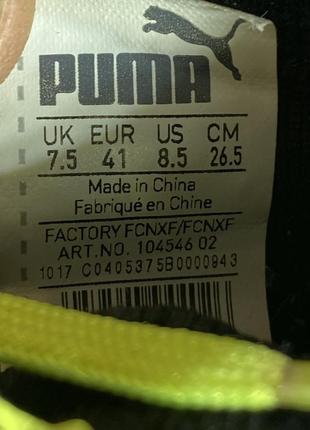 PUMA
UK EUR US CM
7.5 41 8.5 26.5
Made in China
Fabriqué en Chine
FACTORY FCNXF/FCNXF
ART.NO. 104546 02
1017 C0405375B0000943